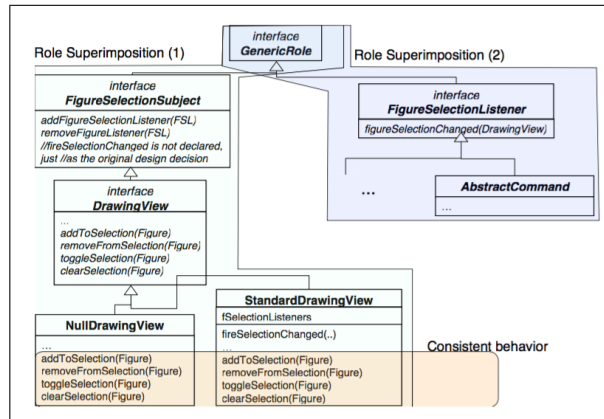 Role Superimposition (1)
interface
GenericRole
Role Superimposition (2)
interface
FigureSelectionSubject
addFigureSelectionListener(FSL)
removeFigureListener(FSL)
//fireSelectionChanged is not declared,
just //as the original design decision
interface
FigureSelectionListener
figureSelectionChanged(DrawingView)
...
AbstractCommand
...
interface
DrawingView
...
addToSelection(Figure)
removeFromSelection(Figure)
toggleSelection(Figure)
clearSelection(Figure)
NullDrawingView
...
addToSelection(Figure)
removeFromSelection(Figure)
toggleSelection(Figure)
clearSelection(Figure)
StandardDrawingView
fSelectionListeners
fireSelectionChanged(..)
...
addToSelection(Figure)
removeFromSelection(Figure)
toggleSelection(Figure)
clearSelection(Figure)
Consistent behavior